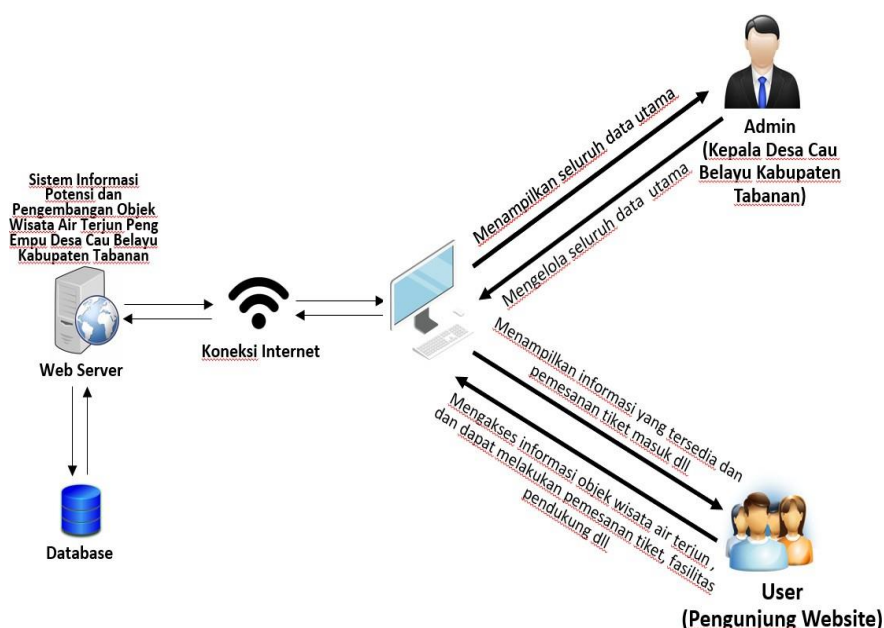 Sistem Informasi
Potensi dan
Pengembangan Objek
Wisata Air Terjun Peng
Empu Desa Cau Belayu
Kabupaten Tabanan
Web Server
Database
Koneksi Internet
Menampilkan seluruh data utama
Mengelola seluruh data utama
Admin
(Kepala Desa Cau
Belayu Kabupaten
Tabanan)
Menampilkan informasi yang tersedia dan
pemesanan tiket masuk dll
Mengakses informasi objek wisata air terjun ,
dan dapat melakukan pemesanan tiket, fasilitas
pendukung dll
User
(Pengunjung Website)